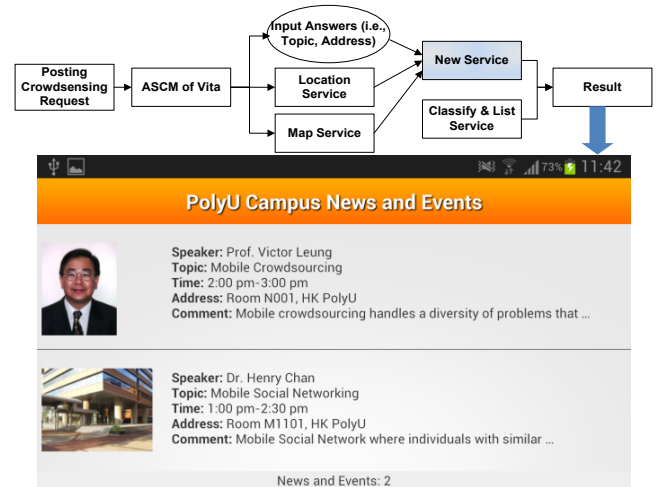 Input Answers (i.e.,
Topic, Address)
Posting
Crowdsensing
Request
ASCM of Vita
Location
Service
Map Service
New Service
Classify & List
Service
Result
73%
11:42
PolyU Campus News and Events
Speaker: Prof. Victor Leung
Topic: Mobile Crowdsourcing
Time: 2:00 pm-3:00 pm
Address: Room N001, HK PolyU
Comment: Mobile crowdsourcing handles a diversity of problems that ...
Speaker: Dr. Henry Chan
Topic: Mobile Social Networking
Time: 1:00 pm-2:30 pm
Address: Room M1101, HK PolyU
Comment: Mobile Social Network where individuals with similar ...
News and Events: 2